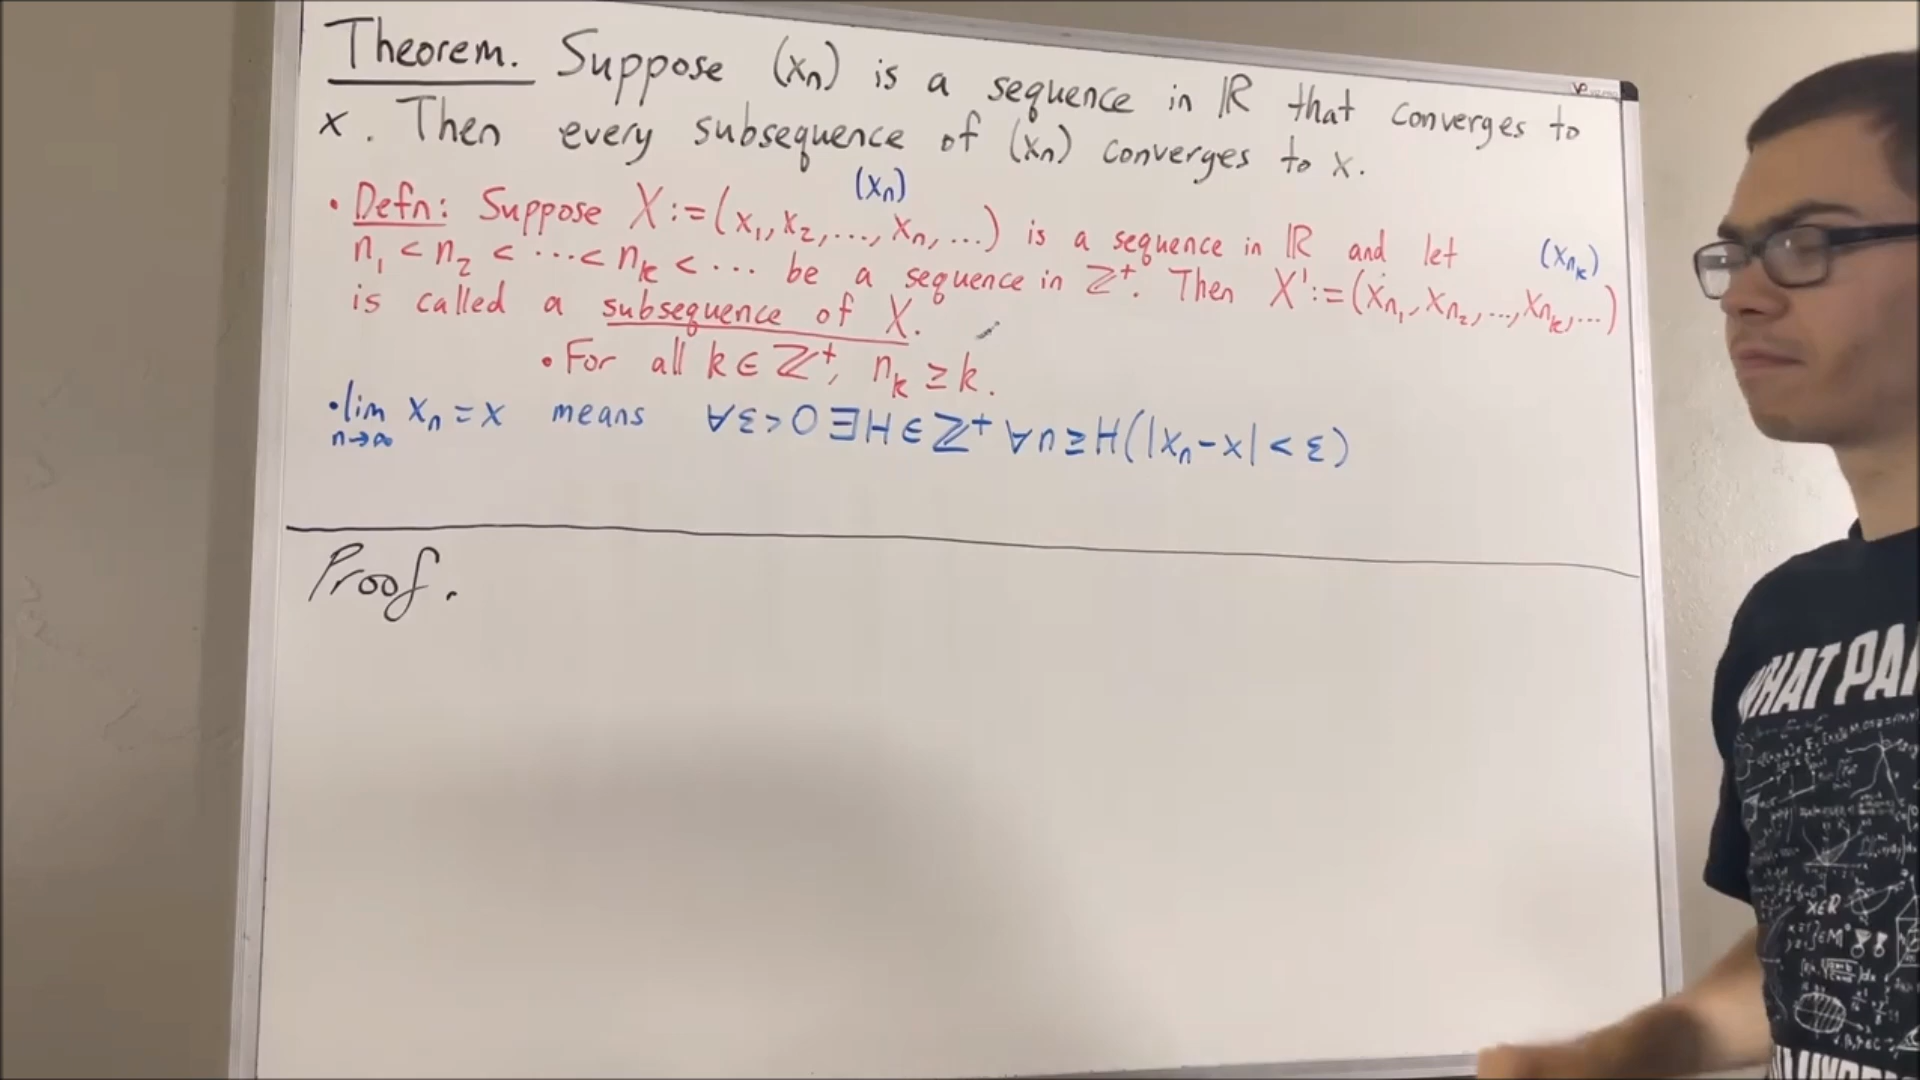 Theorem. Suppose (xₙ) is a sequence in ℝ that converges to
x. Then every subsequence of (xₙ) converges to x.
(xₙ)
• Defn: Suppose X:=(x₁, x₂, ..., xₙ, ...) is a sequence in ℝ and let
(xₙₖ)
n₁ < n₂ < ... < nₖ < ... be a sequence in ℤ⁺. Then X':=(xₙ₁, xₙ₂, ..., xₙₖ, ...)
is called a subsequence of X.
• For all k ∈ ℤ⁺, nₖ ≥ k.
• lim xₙ = x means ∀ε>0 ∃H∈ℤ⁺ ∀n≥H(|xₙ-x| < ε)
n→∞
Proof.
WHAT PA
X∈R